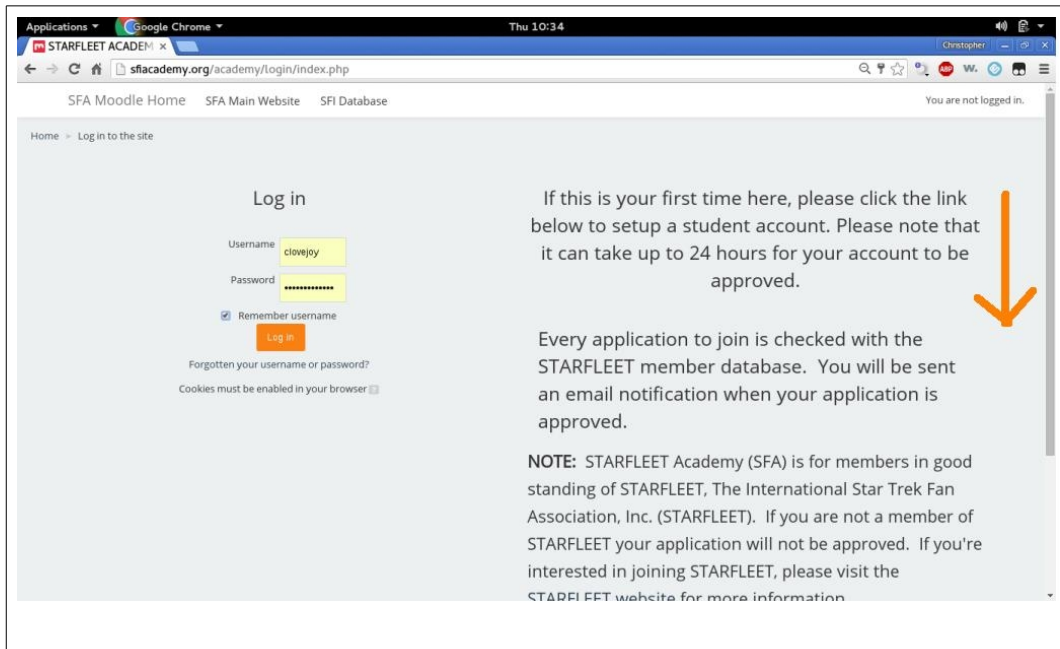 Applications Google Chrome Thu 10:34
STARFLEET ACADEM × Christopher
sfiacademy.org/academy/login/index.php ABP W.
SFA Moodle Home SFA Main Website SFI Database You are not logged in.
Home > Log in to the site
Log in
Username clovejoy
Password •••••••••••••
Remember username
Log in
Forgotten your username or password?
Cookies must be enabled in your browser
If this is your first time here, please click the link
below to setup a student account. Please note that
it can take up to 24 hours for your account to be
approved.
Every application to join is checked with the
STARFLEET member database. You will be sent
an email notification when your application is
approved.
NOTE: STARFLEET Academy (SFA) is for members in good
standing of STARFLEET, The International Star Trek Fan
Association, Inc. (STARFLEET). If you are not a member of
STARFLEET your application will not be approved. If you're
interested in joining STARFLEET, please visit the
STARFLEET website for more information